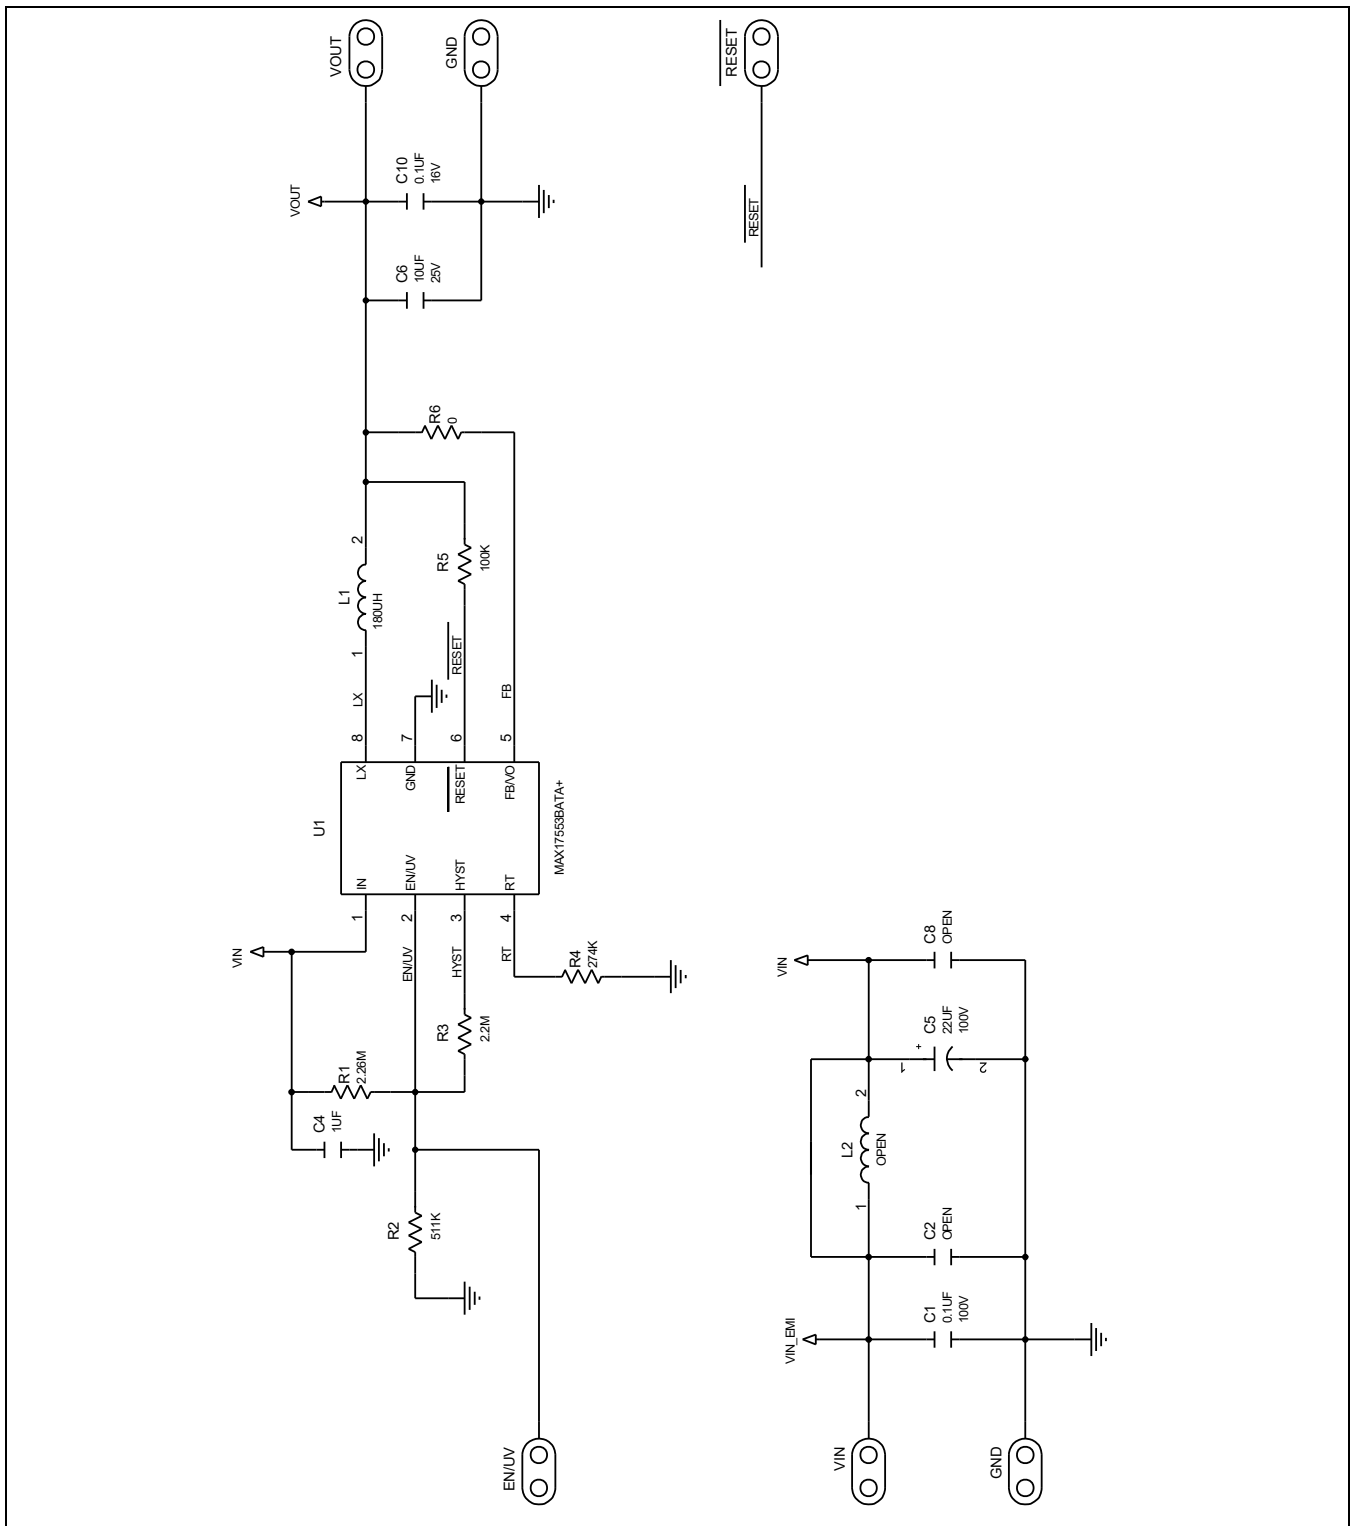 VOUT
GND
RESET
VOUT
C10
0.1UF
16V
RESET
C6
10UF
25V
R6
0
2
L1
180UH
1
R5
100K
RESET
LX
FB
8
7
6
5
LX
GND
RESET
FB/VO
U1
MAX17553BATA+
IN
EN/UV
HYST
RT
1
2
3
4
VIN
EN/UV
HYST
RT
R4
274K
R3
2.2M
R1
2.26M
C4
1UF
R2
511K
EN/UV
VIN
C8
OPEN
C5
22UF
100V
+
1
2
2
L2
OPEN
1
C2
OPEN
VIN_EMI
C1
0.1UF
100V
VIN
GND